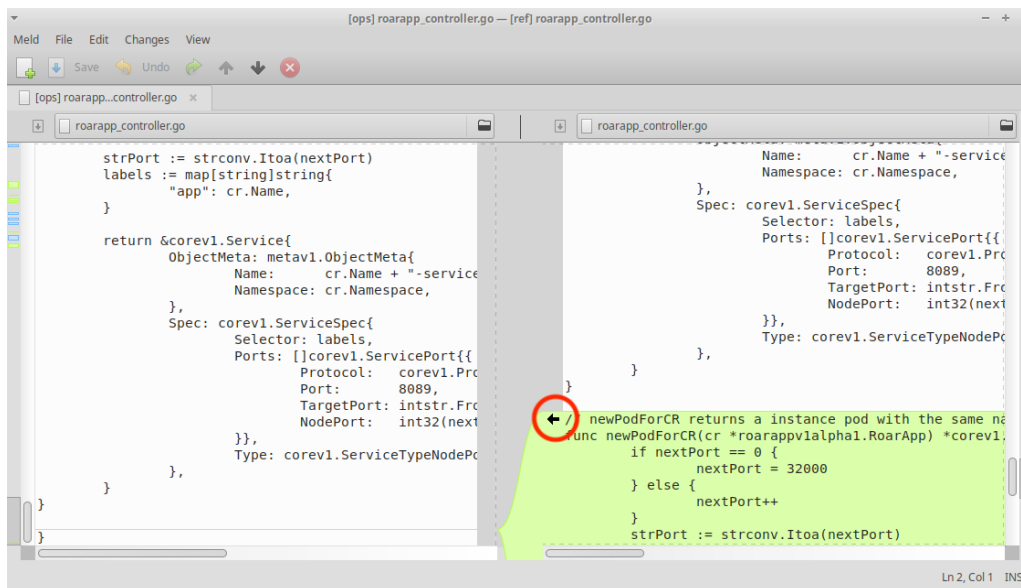 [ops] roarapp_controller.go — [ref] roarapp_controller.go
Meld File Edit Changes View
Save Undo
[ops] roarapp...controller.go ×
roarapp_controller.go
strPort := strconv.Itoa(nextPort)
labels := map[string]string{
"app": cr.Name,
}
return &corev1.Service{
ObjectMeta: metav1.ObjectMeta{
Name: cr.Name + "-service
Namespace: cr.Namespace,
},
Spec: corev1.ServiceSpec{
Selector: labels,
Ports: []corev1.ServicePort{{
Protocol: corev1.Pro
Port: 8089,
TargetPort: intstr.Fro
NodePort: int32(next
}},
Type: corev1.ServiceTypeNodePo
},
}
}
}
roarapp_controller.go
Name: cr.Name + "-service
Namespace: cr.Namespace,
},
Spec: corev1.ServiceSpec{
Selector: labels,
Ports: []corev1.ServicePort{{
Protocol: corev1.Pro
Port: 8089,
TargetPort: intstr.Fro
NodePort: int32(next
}},
Type: corev1.ServiceTypeNodePo
},
}
}
// newPodForCR returns a instance pod with the same na
func newPodForCR(cr *roarappv1alpha1.RoarApp) *corev1.
if nextPort == 0 {
nextPort = 32000
} else {
nextPort++
}
strPort := strconv.Itoa(nextPort)
Ln 2, Col 1 INS